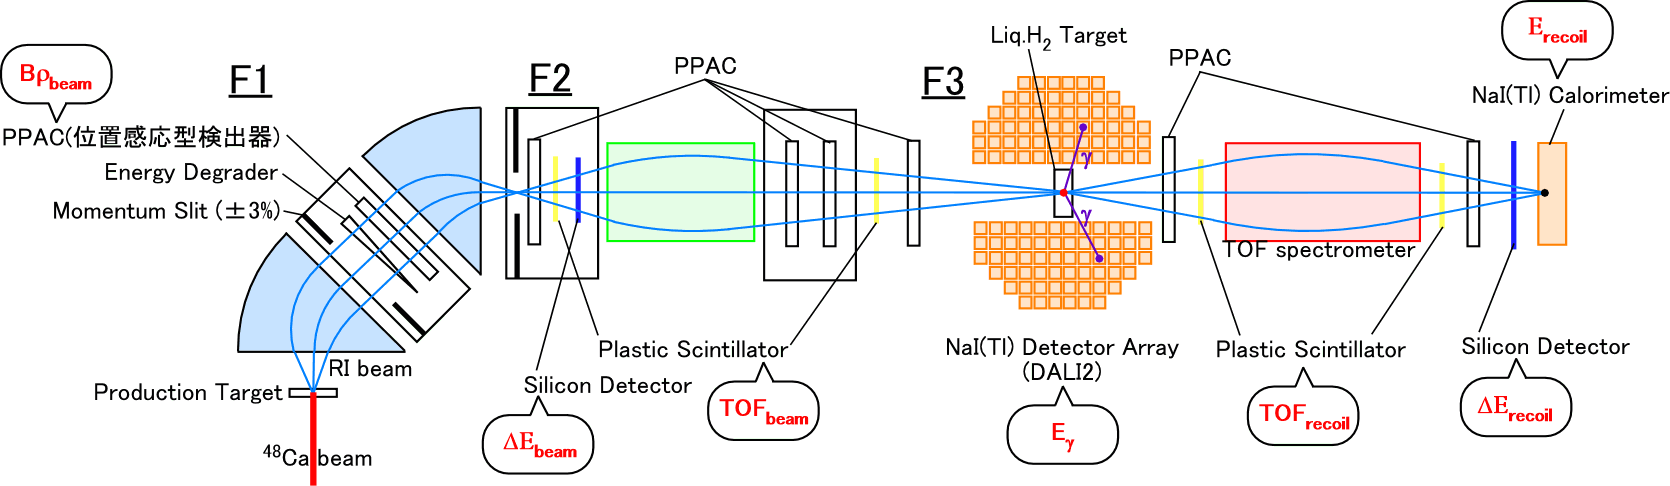 Bρbeam
F1
PPAC(位置感応型検出器)
Energy Degrader
Momentum Slit (±3%)
RI beam
Production Target
48Ca beam
F2
PPAC
Plastic Scintillator
Silicon Detector
ΔEbeam
TOFbeam
F3
Liq.H2 Target
γ
γ
NaI(Tl) Detector Array
(DALI2)
Eγ
PPAC
Erecoil
NaI(Tl) Calorimeter
TOF spectrometer
Plastic Scintillator
TOFrecoil
Silicon Detector
ΔErecoil